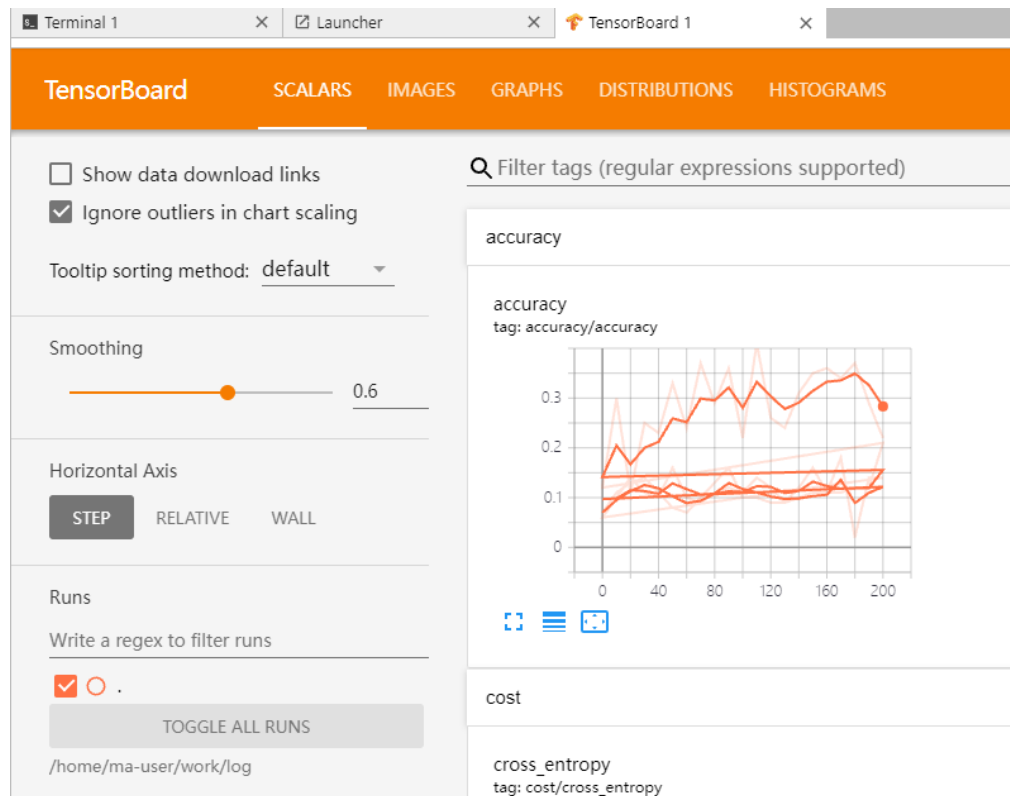 Terminal 1
Launcher
TensorBoard 1
TensorBoard
SCALARS
IMAGES
GRAPHS
DISTRIBUTIONS
HISTOGRAMS
Show data download links
Ignore outliers in chart scaling
Tooltip sorting method: default
Smoothing
0.6
Horizontal Axis
STEP
RELATIVE
WALL
Runs
Write a regex to filter runs
.
TOGGLE ALL RUNS
/home/ma-user/work/log
Filter tags (regular expressions supported)
accuracy
accuracy
tag: accuracy/accuracy
0.3
0.2
0.1
0
0 40 80 120 160 200
cost
cross_entropy
tag: cost/cross_entropy